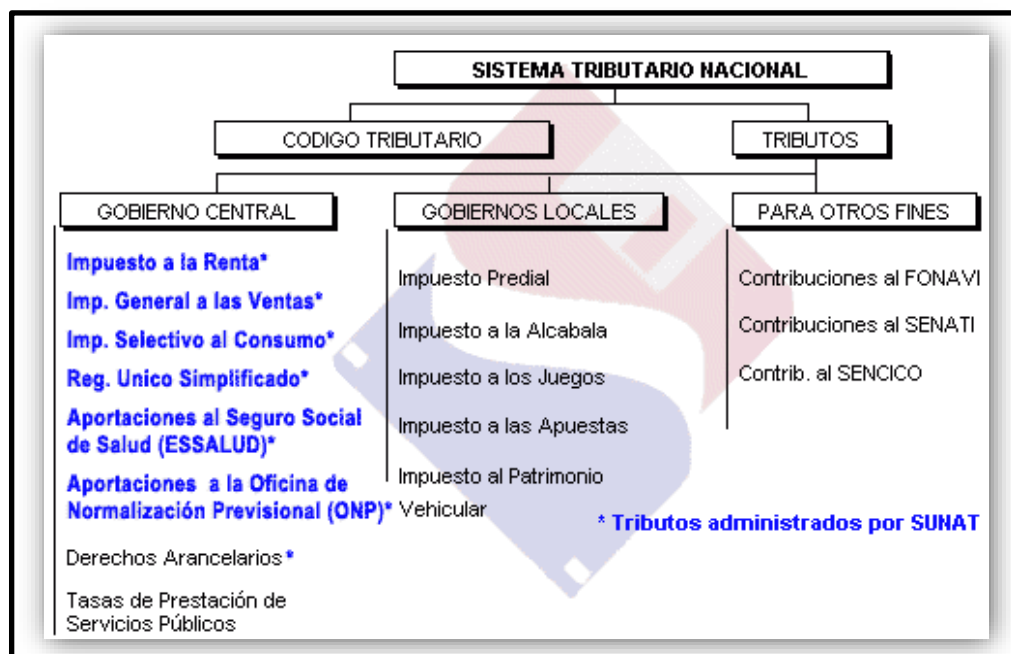 SISTEMA TRIBUTARIO NACIONAL
CODIGO TRIBUTARIO
TRIBUTOS
GOBIERNO CENTRAL
Impuesto a la Renta*
Imp. General a las Ventas*
Imp. Selectivo al Consumo*
Reg. Unico Simplificado*
Aportaciones al Seguro Social
de Salud (ESSALUD)*
Aportaciones a la Oficina de
Normalización Previsional (ONP)*
Derechos Arancelarios*
Tasas de Prestación de
Servicios Públicos
GOBIERNOS LOCALES
Impuesto Predial
Impuesto a la Alcabala
Impuesto a los Juegos
Impuesto a las Apuestas
Impuesto al Patrimonio
Vehicular
PARA OTROS FINES
Contribuciones al FONAVI
Contribuciones al SENATI
Contrib. al SENCICO
* Tributos administrados por SUNAT